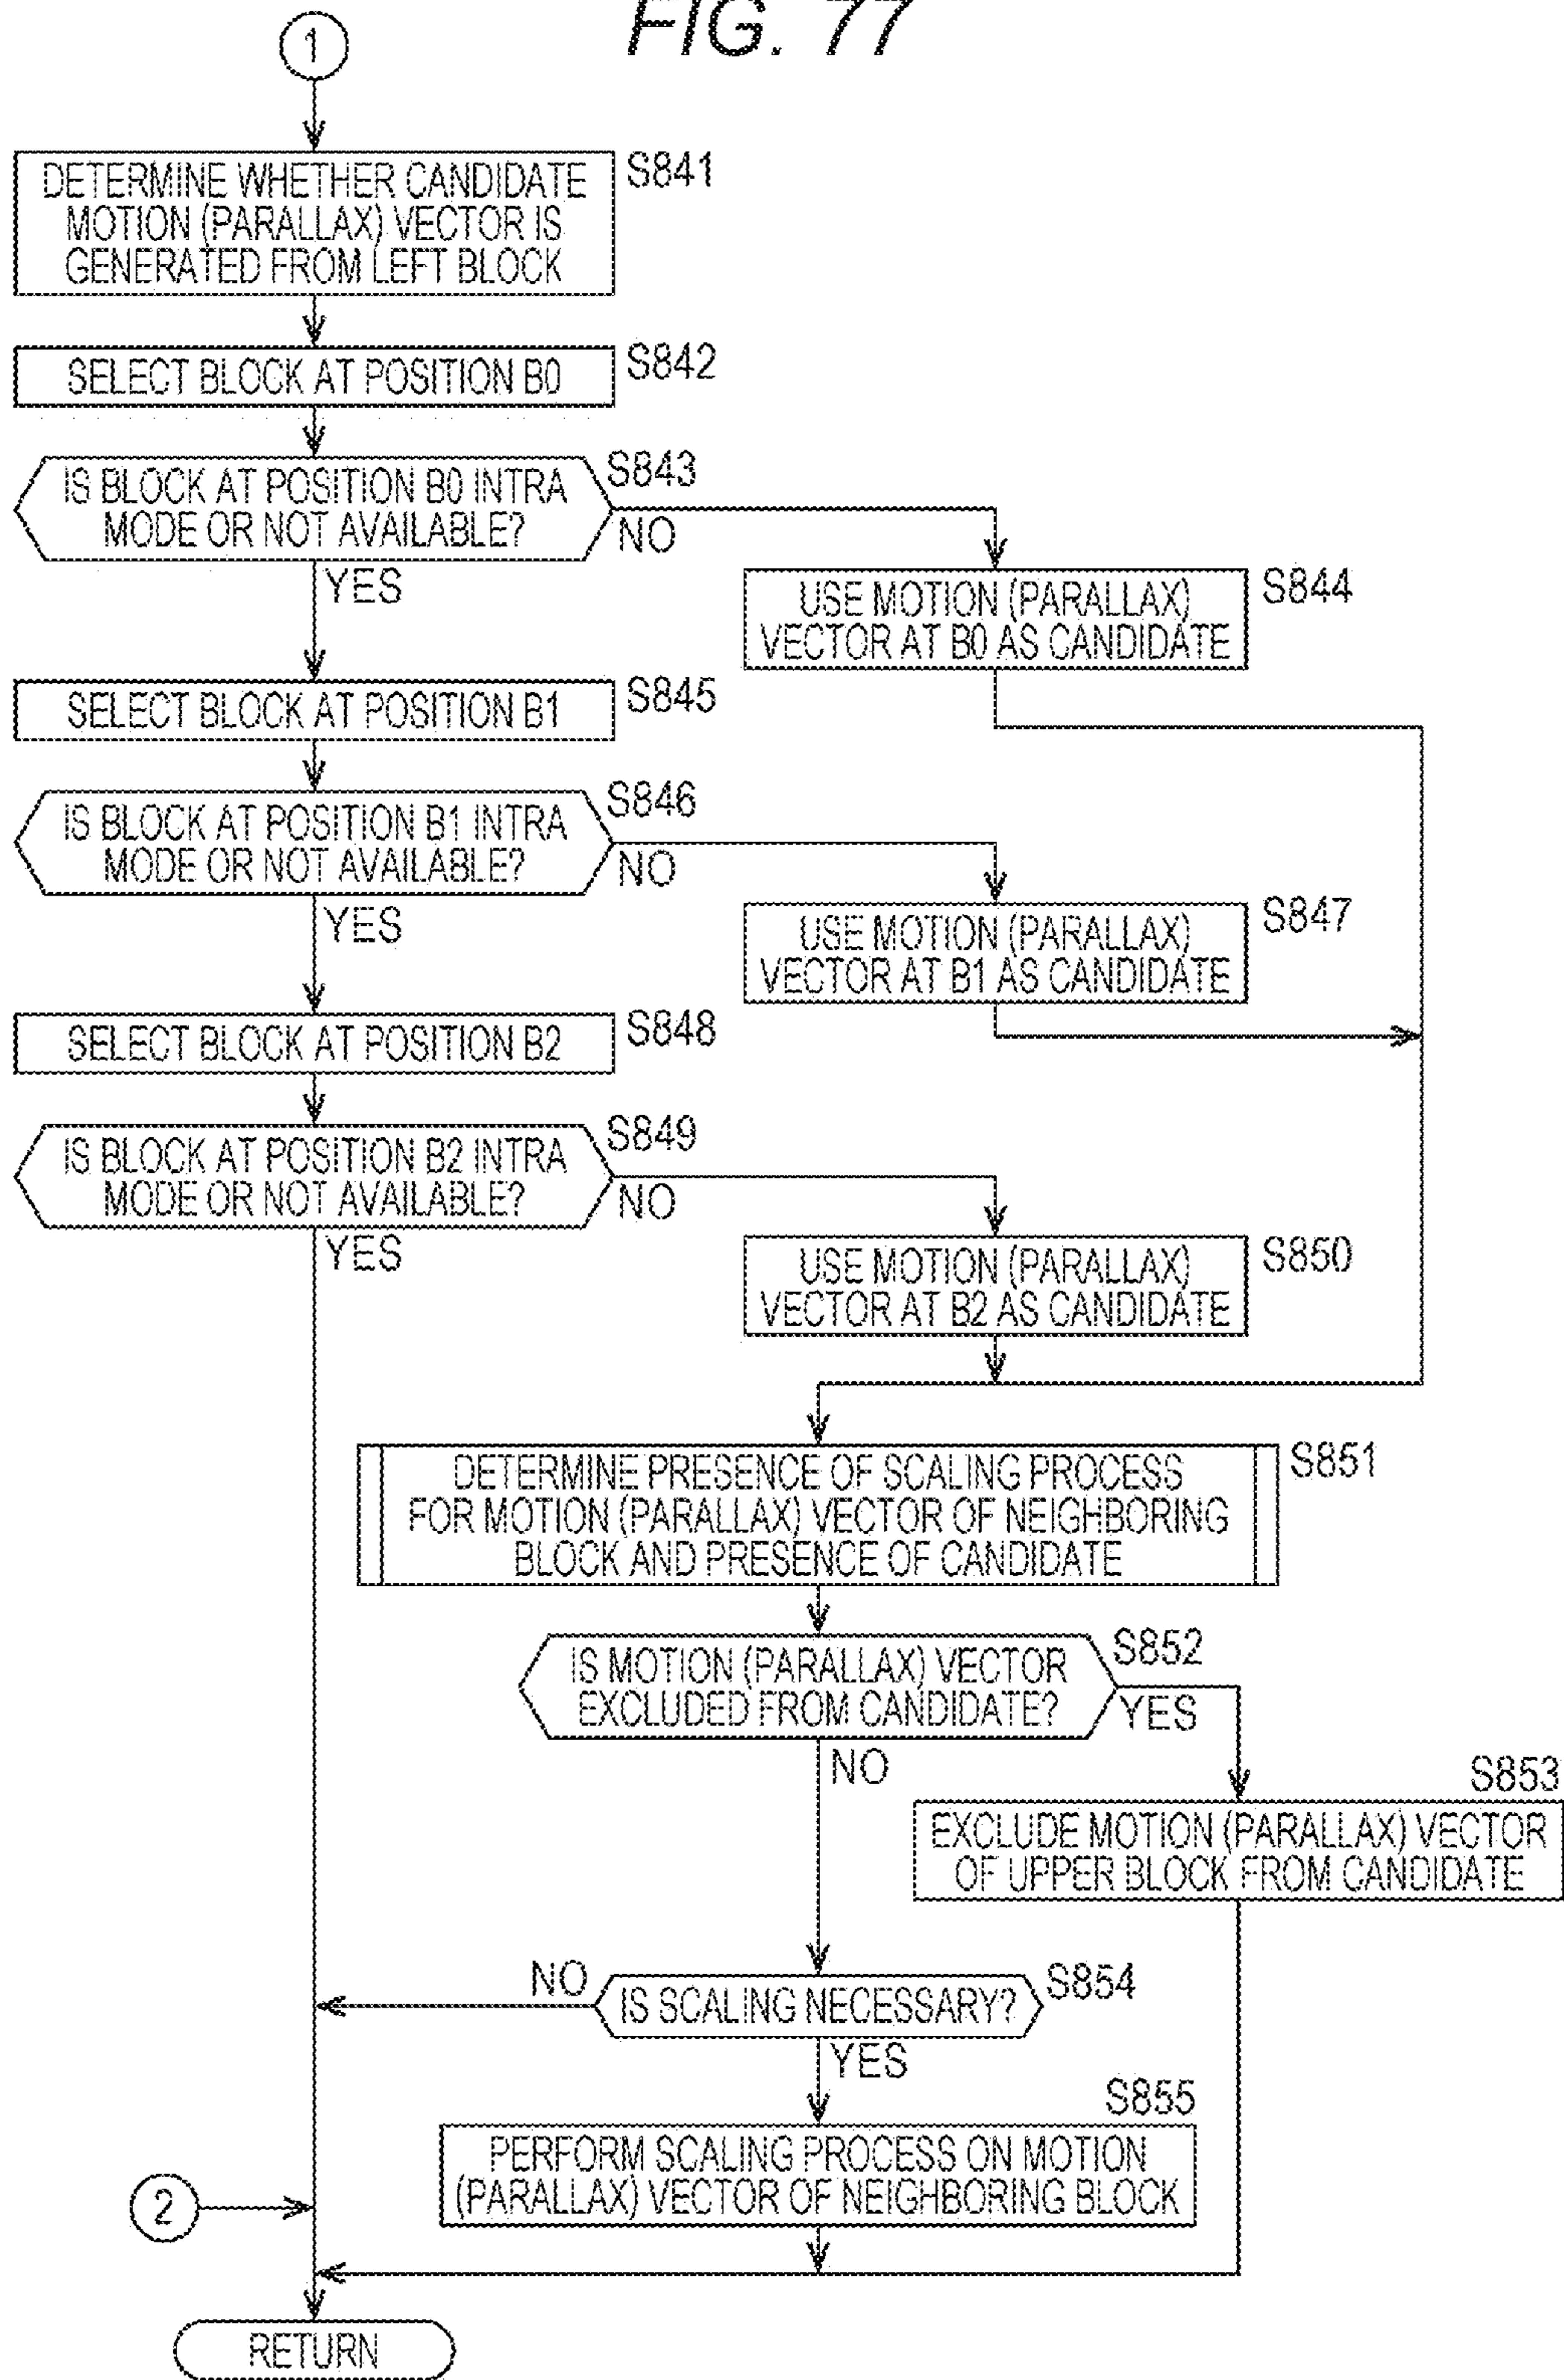 FIG. 77
1
DETERMINE WHETHER CANDIDATE
MOTION (PARALLAX) VECTOR IS
GENERATED FROM LEFT BLOCK
S841
SELECT BLOCK AT POSITION B0
S842
IS BLOCK AT POSITION B0 INTRA
MODE OR NOT AVAILABLE?
S843
NO
YES
USE MOTION (PARALLAX)
VECTOR AT B0 AS CANDIDATE
S844
SELECT BLOCK AT POSITION B1
S845
IS BLOCK AT POSITION B1 INTRA
MODE OR NOT AVAILABLE?
S846
NO
YES
USE MOTION (PARALLAX)
VECTOR AT B1 AS CANDIDATE
S847
SELECT BLOCK AT POSITION B2
S848
IS BLOCK AT POSITION B2 INTRA
MODE OR NOT AVAILABLE?
S849
NO
YES
USE MOTION (PARALLAX)
VECTOR AT B2 AS CANDIDATE
S850
DETERMINE PRESENCE OF SCALING PROCESS
FOR MOTION (PARALLAX) VECTOR OF NEIGHBORING
BLOCK AND PRESENCE OF CANDIDATE
S851
IS MOTION (PARALLAX) VECTOR
EXCLUDED FROM CANDIDATE?
S852
YES
NO
S853
EXCLUDE MOTION (PARALLAX) VECTOR
OF UPPER BLOCK FROM CANDIDATE
NO
IS SCALING NECESSARY?
S854
YES
S855
PERFORM SCALING PROCESS ON MOTION
(PARALLAX) VECTOR OF NEIGHBORING BLOCK
2
RETURN